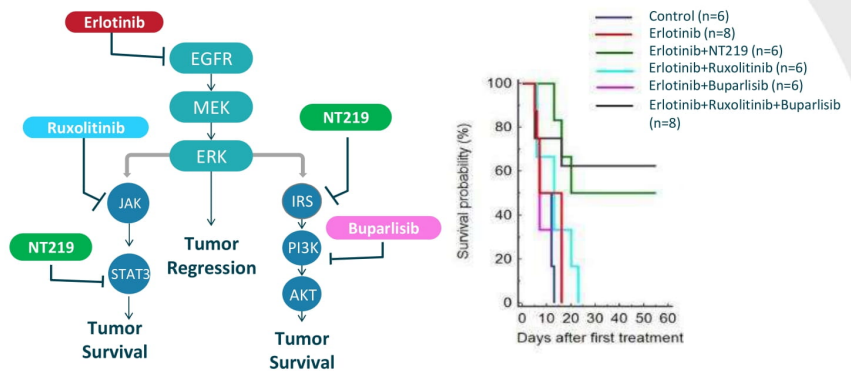 Erlotinib
EGFR
MEK
NT219
Ruxolitinib
ERK
JAK
IRS
NT219
Tumor
Regression
Buparlisib
PI3K
STAT3
AKT
Tumor
Survival
Tumor
Survival
Control (n=6)
Erlotinib (n=8)
Erlotinib+NT219 (n=6)
Erlotinib+Ruxolitinib (n=6)
Erlotinib+Buparlisib (n=6)
Erlotinib+Ruxolitinib+Buparlisib
(n=8)
Survival probability (%)
100
80
60
40
20
0
0 10 20 30 40 50 60
Days after first treatment